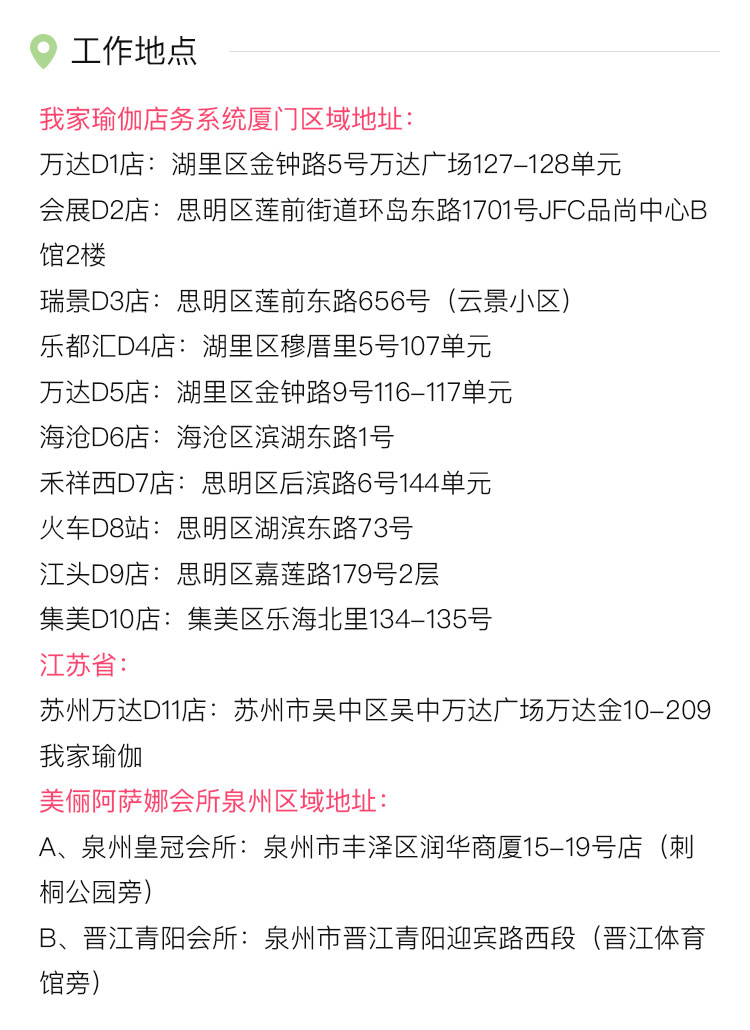 工作地点
我家瑜伽店务系统厦门区域地址：
万达D1店：湖里区金钟路5号万达广场127-128单元
会展D2店：思明区莲前街道环岛东路1701号JFC品尚中心B
馆2楼
瑞景D3店：思明区莲前东路656号（云景小区）
乐都汇D4店：湖里区穆厝里5号107单元
万达D5店：湖里区金钟路9号116-117单元
海沧D6店：海沧区滨湖东路1号
禾祥西D7店：思明区后滨路6号144单元
火车D8站：思明区湖滨东路73号
江头D9店：思明区嘉莲路179号2层
集美D10店：集美区乐海北里134-135号
江苏省：
苏州万达D11店：苏州市吴中区吴中万达广场万达金10-209
我家瑜伽
美俪阿萨娜会所泉州区域地址：
A、泉州皇冠会所：泉州市丰泽区润华商厦15-19号店（刺
桐公园旁）
B、晋江青阳会所：泉州市晋江青阳迎宾路西段（晋江体育
馆旁）